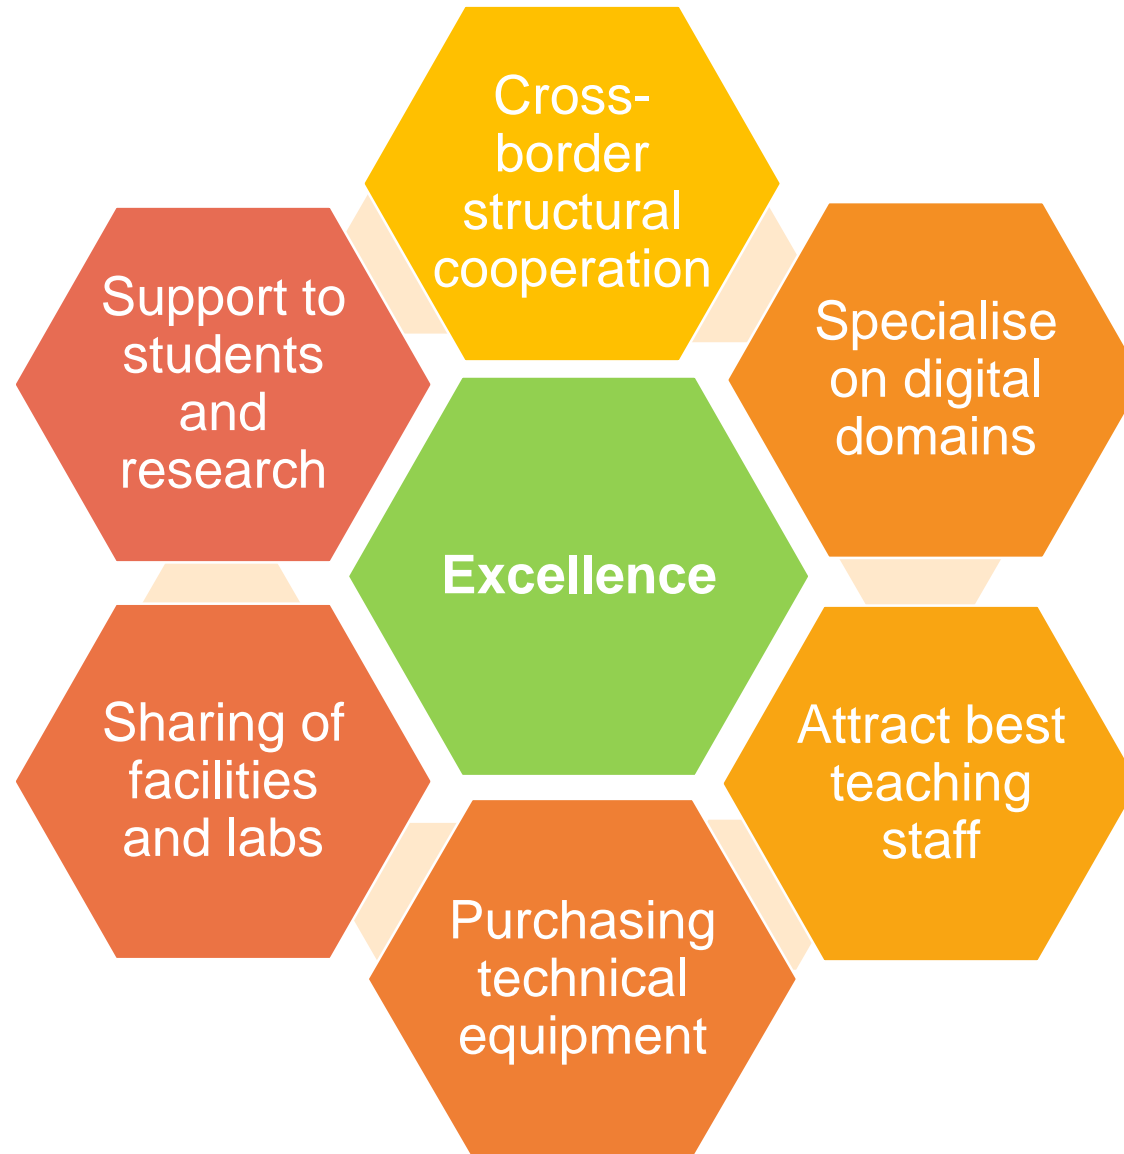 Cross-
border
structural
cooperation
Specialise
on digital
domains
Attract best
teaching
staff
Purchasing
technical
equipment
Sharing of
facilities
and labs
Support to
students
and
research
Excellence